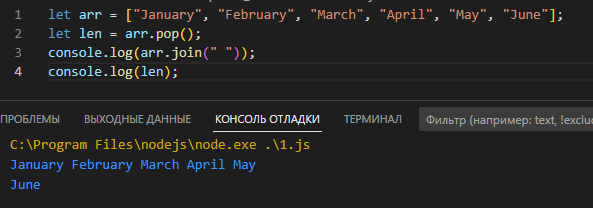 1 let arr = ["January", "February", "March", "April", "May", "June"];
2 let len = arr.pop();
3 console.log(arr.join(" "));
4 console.log(len);
ПРОБЛЕМЫ ВЫХОДНЫЕ ДАННЫЕ КОНСОЛЬ ОТЛАДКИ ТЕРМИНАЛ Фильтр (например: text, !exclu
C:\Program Files\nodejs\node.exe .\1.js
January February March April May
June